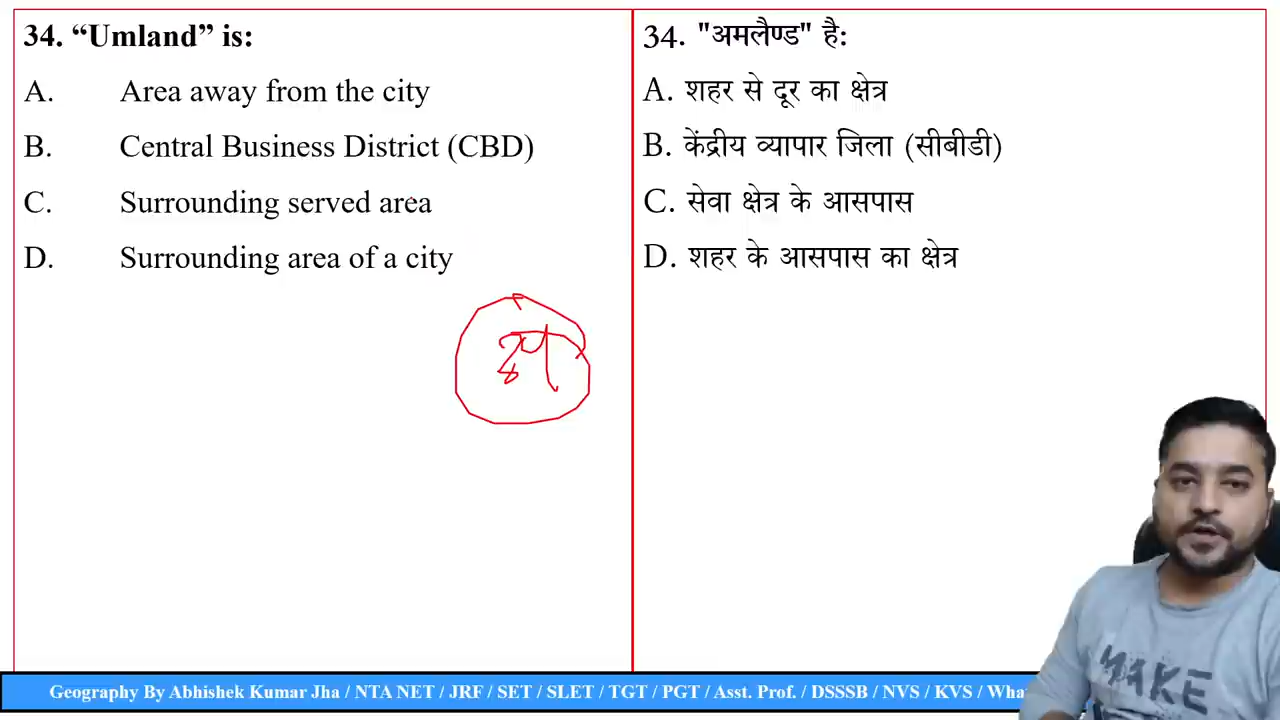 34. “Umland” is:
A. Area away from the city
B. Central Business District (CBD)
C. Surrounding served area
D. Surrounding area of a city
34. "अमलैण्ड" है:
A. शहर से दूर का क्षेत्र
B. केंद्रीय व्यापार जिला (सीबीडी)
C. सेवा क्षेत्र के आसपास
D. शहर के आसपास का क्षेत्र
MAKE
Geography By Abhishek Kumar Jha / NTA NET / JRF / SET / SLET / TGT / PGT / Asst. Prof. / DSSSB / NVS / KVS /